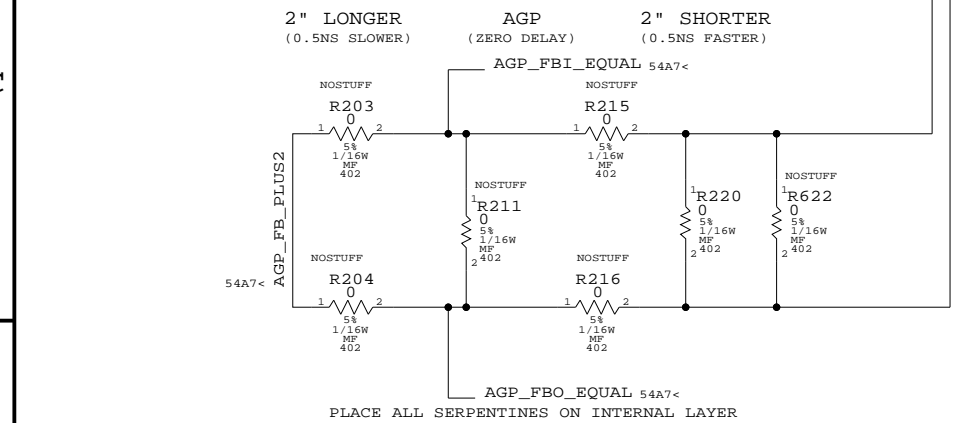 2" LONGER AGP 2" SHORTER
(0.5NS SLOWER) (ZERO DELAY) (0.5NS FASTER)
AGP_FBI_EQUAL 54A7<
NOSTUFF NOSTUFF
R203 R215
0 0
1 2 1 2
5% 5%
1/16W 1/16W
MF MF
402 402
AGP_FB_PLUS2
54A7<
NOSTUFF
1 R211
0
5%
1/16W
MF
2 402
1 R220
0
5%
1/16W
MF
2 402
NOSTUFF
1 R622
0
5%
1/16W
MF
2 402
NOSTUFF NOSTUFF
R204 R216
0 0
1 2 1 2
5% 5%
1/16W 1/16W
MF MF
402 402
AGP_FBO_EQUAL 54A7<
PLACE ALL SERPENTINES ON INTERNAL LAYER